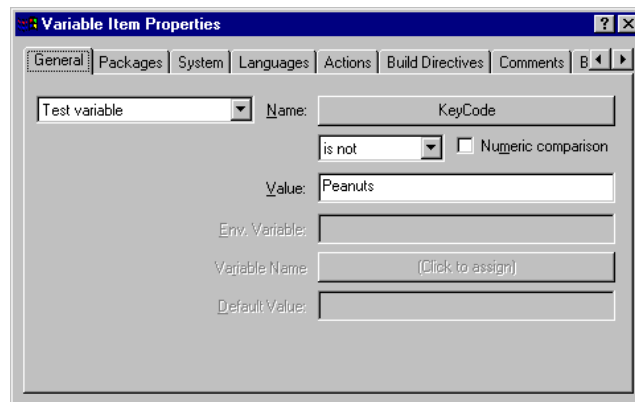 Variable Item Properties
General Packages System Languages Actions Build Directives Comments B
Test variable Name: KeyCode
is not Numeric comparison
Value: Peanuts
Env. Variable:
Variable Name (Click to assign)
Default Value: